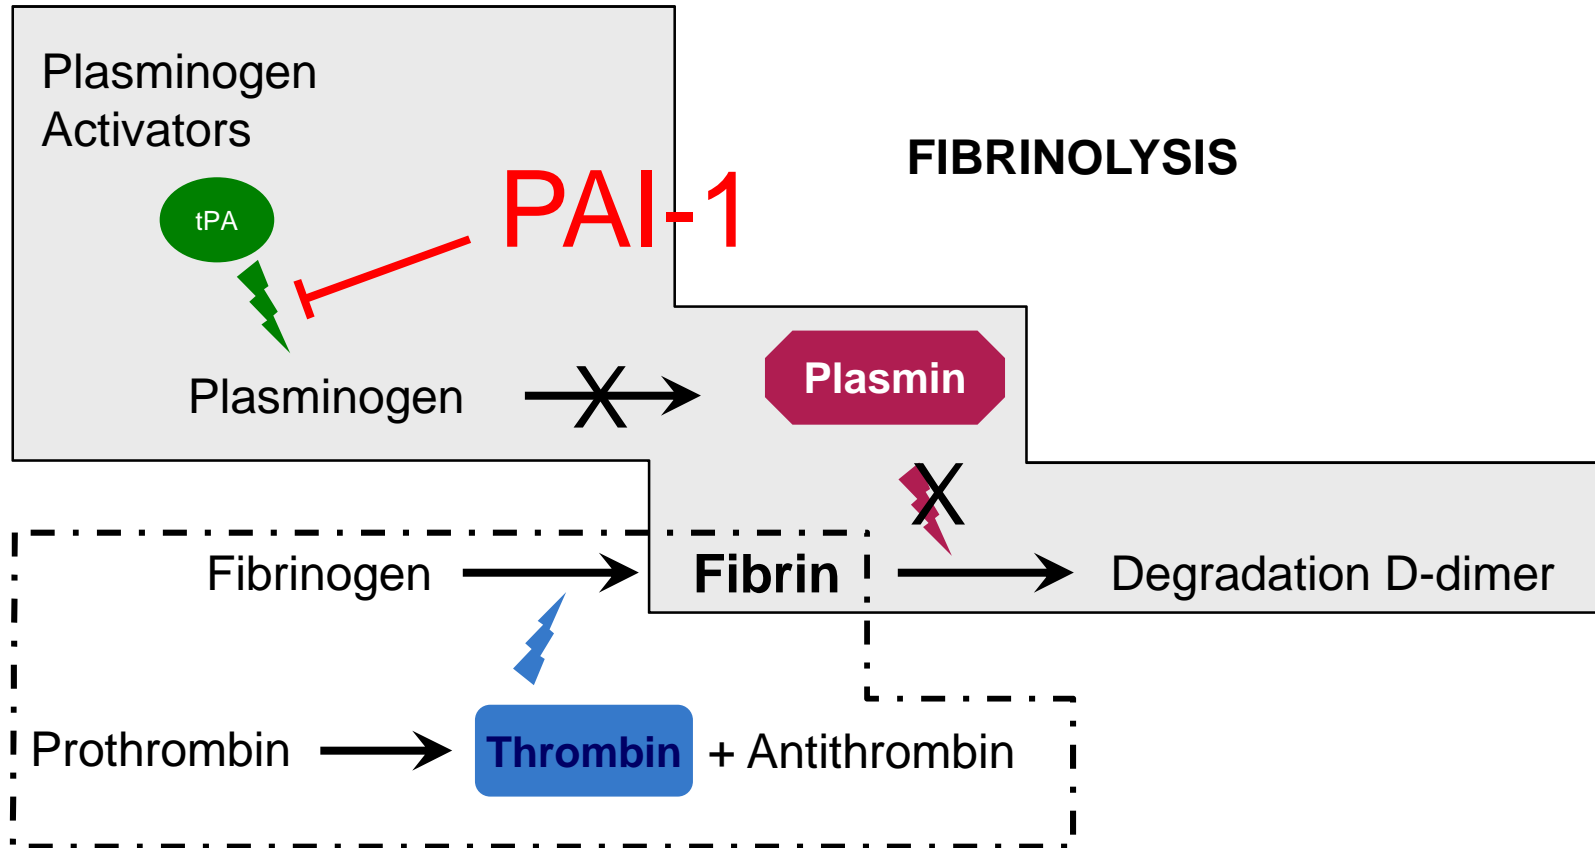 Plasminogen
Activators
FIBRINOLYSIS
PAI-1
tPA
Plasminogen
X
Plasmin
X
Fibrinogen
Fibrin
Degradation D-dimer
Prothrombin
Thrombin
+ Antithrombin